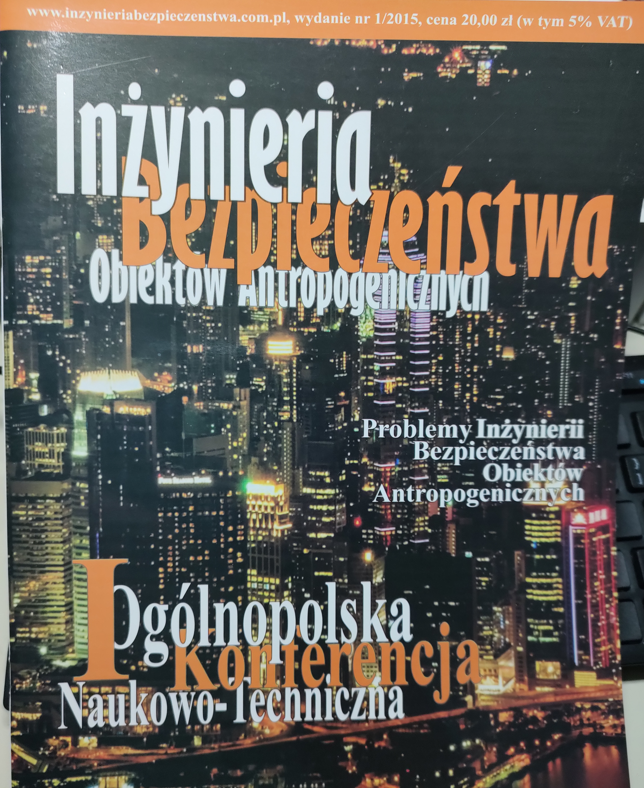 www.inzynieriabezpieczenstwa.com.pl, wydanie nr 1/2015, cena 20,00 zł (w tym 5% VAT)
Inżynieria
Bezpieczeństwa
Obiektów Antropogenicznych
Problemy Inżynierii
Bezpieczeństwa
Obiektów
Antropogenicznych
I Ogólnopolska
Konferencja
Naukowo-Techniczna